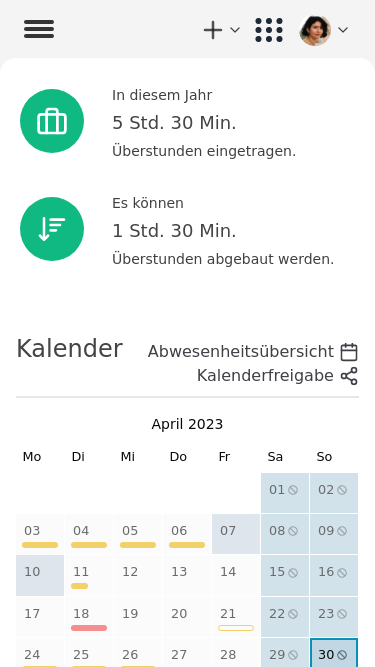 In diesem Jahr
5 Std. 30 Min.
Überstunden eingetragen.
Es können
1 Std. 30 Min.
Überstunden abgebaut werden.
Kalender
Abwesenheitsübersicht
Kalenderfreigabe
April 2023
Mo Di Mi Do Fr Sa So
01 02
03 04 05 06 07 08 09
10 11 12 13 14 15 16
17 18 19 20 21 22 23
24 25 26 27 28 29 30